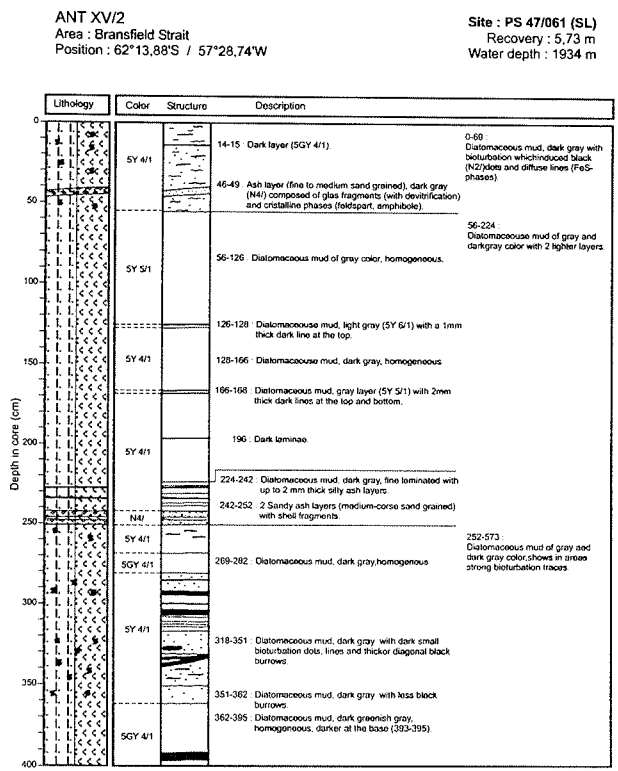 ANT XV/2
Area : Bransfield Strait
Position : 62°13,88'S / 57°28,74'W
Site : PS 47/061 (SL)
Recovery : 5,73 m
Water depth : 1934 m
Lithology
Color
Structure
Description
Depth in core (cm)
0
50
100
150
200
250
300
350
400
5Y 4/1
5Y 5/1
5Y 4/1
5Y 4/1
N4/
5Y 4/1
5GY 4/1
5Y 4/1
5GY 4/1
14-15 : Dark layer (5GY 4/1)
46-49 : Ash layer (fine to medium sand grained), dark gray
(N4/) composed of glas fragments (with devitrification)
and cristalline phases (feldspart, amphibole).
56-126 : Diatomaceous mud of gray color, homogeneous.
126-128 : Diatomaceouse mud, light gray (5Y 6/1) with a 1mm
thick dark line at the top.
128-166 : Diatomaceouse mud, dark gray, homogeneous
166-168 : Diatomaceous mud, gray layer (5Y 5/1) with 2mm
thick dark lines at the top and bottom.
196 : Dark laminae.
224-242 : Diatomaceous mud, dark gray, fine laminated with
up to 2 mm thick silty ash layers.
242-252 : 2 Sandy ash layers (medium-corse sand grained)
with shell fragments.
269-282 : Diatomaceous mud, dark gray,homogenous
318-351 : Diatomaceous mud, dark gray with dark small
bioturbation dots, lines and thickor diagonal black
burrows.
351-362 : Diatomaceous mud, dark gray with less black
burrows.
362-395 : Diatomaceous mud, dark greenish gray,
homogeneous, darker at the base (393-395).
0-69 :
Diatomaceous mud, dark gray with
bioturbation whichinduced black
(N2/)dots and diffuse lines (FeS-
phases).
56-224 :
Diatomaceouse mud of gray and
darkgray color with 2 lighter layers.
252-573 :
Diatomaceous mud of gray and
dark gray color,shows in areas
strong bioturbation traces.